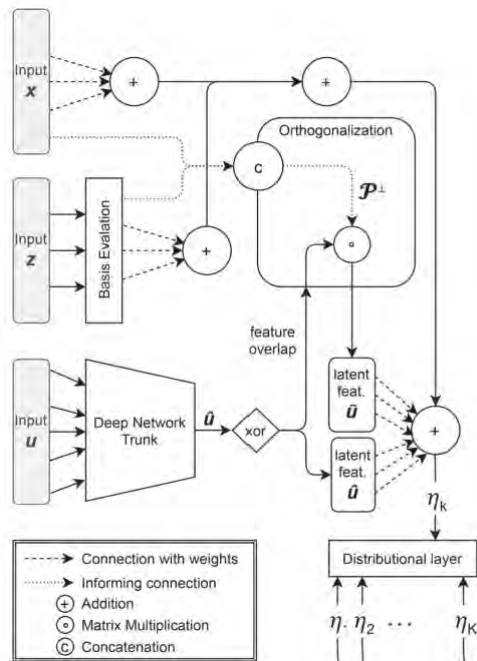 Input
x
+
+
Orthogonalization
c
P⊥
Input
z
Basis Evalation
+
∘
feature
overlap
Input
u
Deep Network
Trunk
û
xor
latent
feat.
ũ
latent
feat.
û
+
ηk
Connection with weights
Informing connection
+ Addition
∘ Matrix Multiplication
C Concatenation
Distributional layer
η. η2 ··· ηK